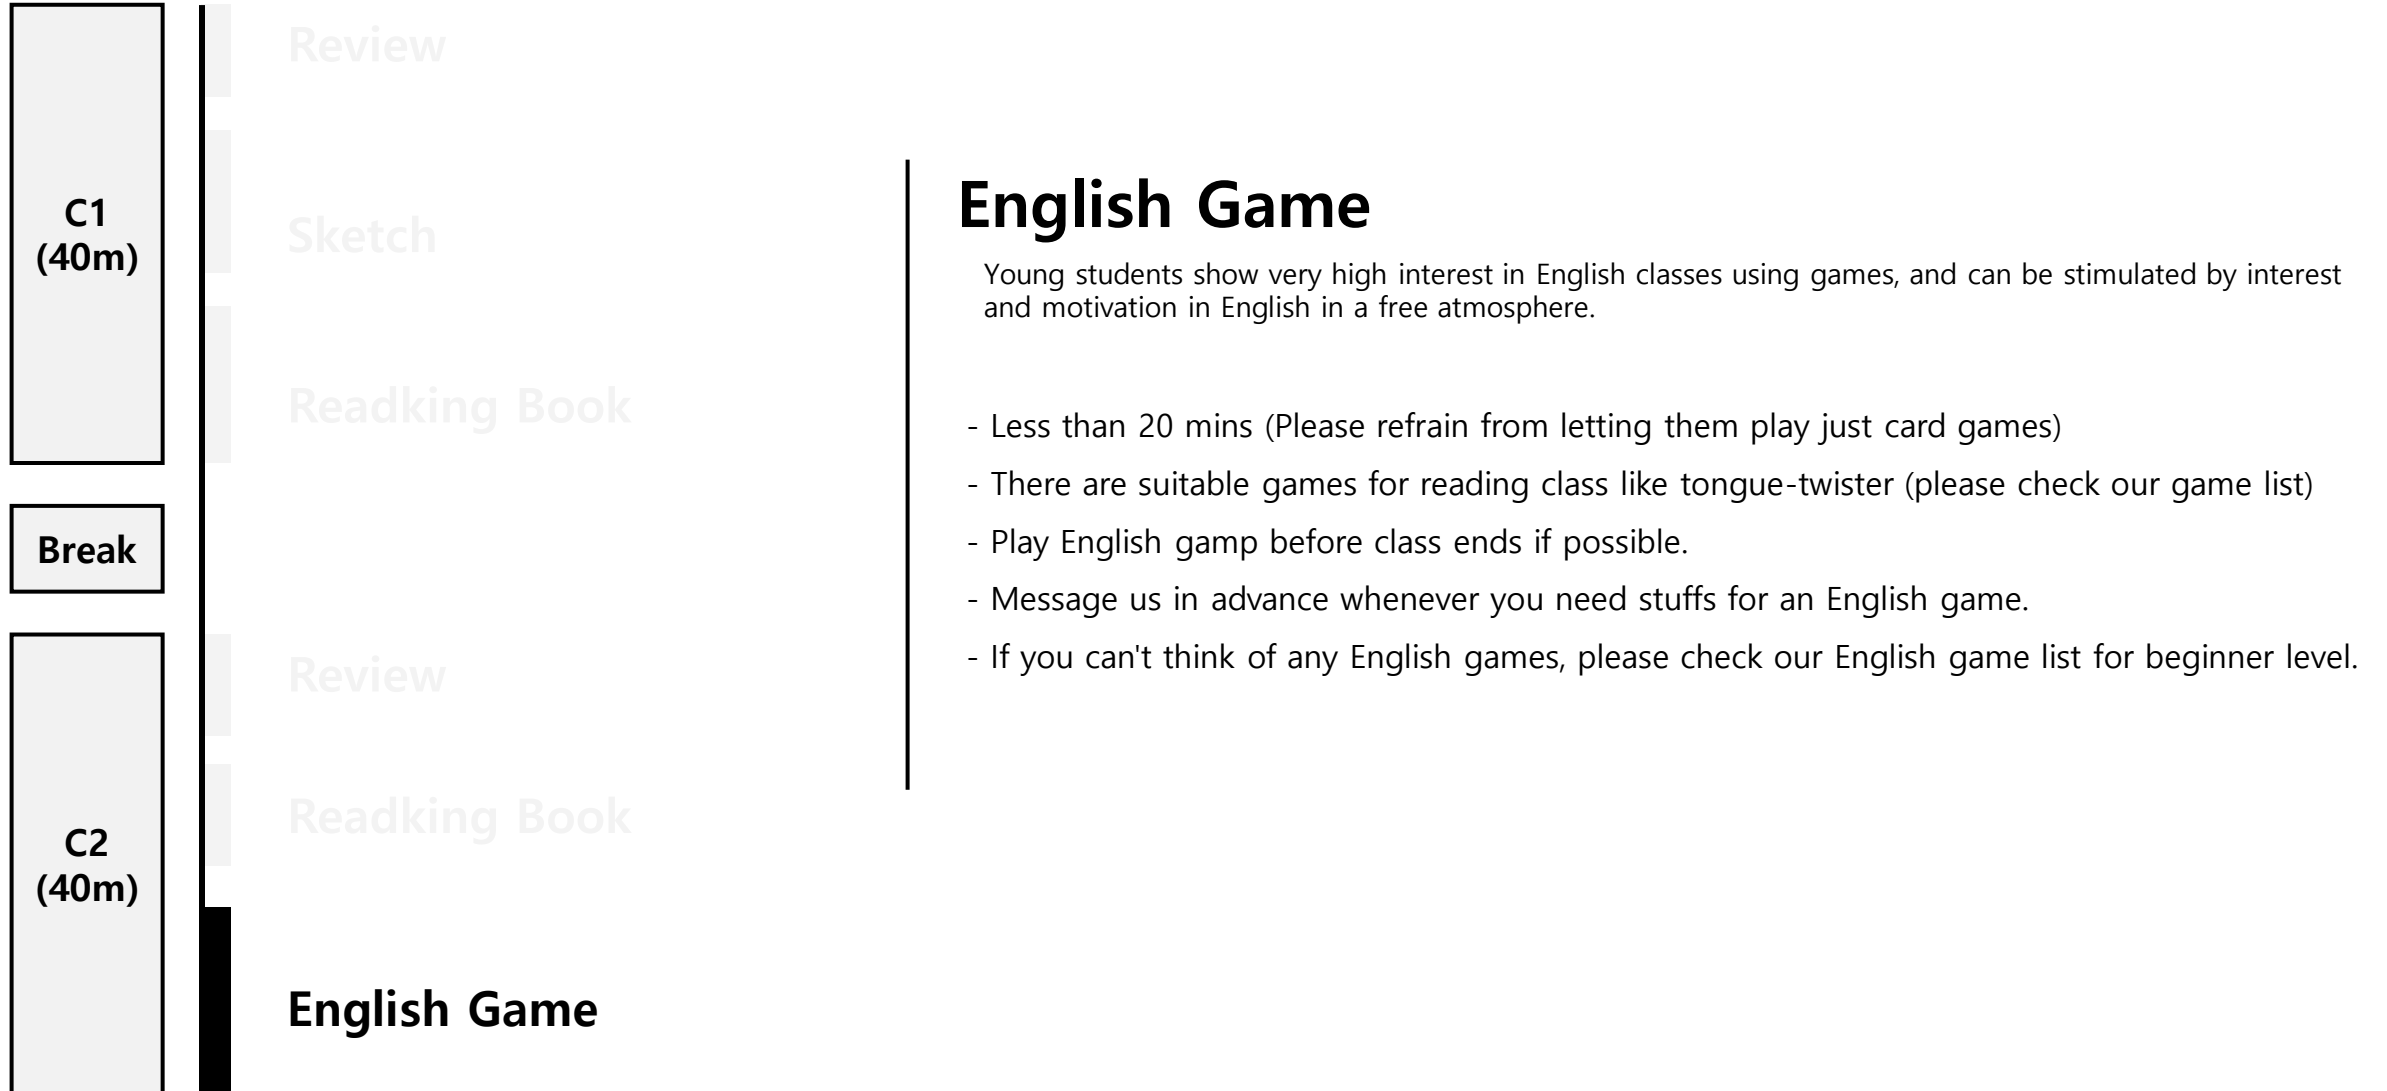 C1
(40m)
Break
C2
(40m)
Review
Sketch
Readking Book
Review
Readking Book
English Game
English Game
Young students show very high interest in English classes using games, and can be stimulated by interest
and motivation in English in a free atmosphere.
- Less than 20 mins (Please refrain from letting them play just card games)
- There are suitable games for reading class like tongue-twister (please check our game list)
- Play English gamp before class ends if possible.
- Message us in advance whenever you need stuffs for an English game.
- If you can't think of any English games, please check our English game list for beginner level.